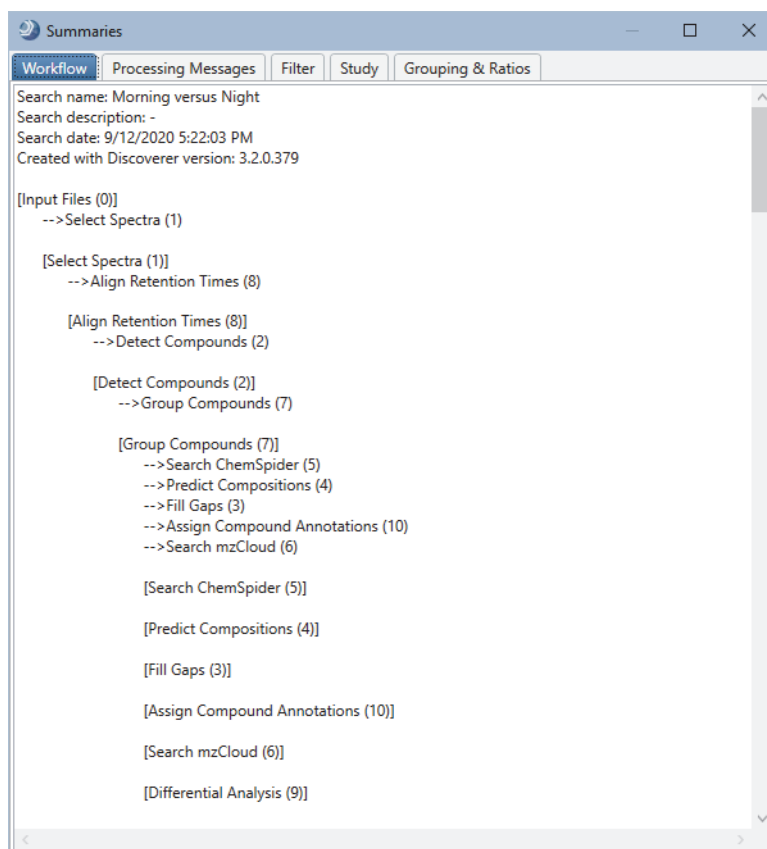 Summaries
Workflow Processing Messages Filter Study Grouping & Ratios
Search name: Morning versus Night
Search description: -
Search date: 9/12/2020 5:22:03 PM
Created with Discoverer version: 3.2.0.379
[Input Files (0)]
-->Select Spectra (1)
[Select Spectra (1)]
-->Align Retention Times (8)
[Align Retention Times (8)]
-->Detect Compounds (2)
[Detect Compounds (2)]
-->Group Compounds (7)
[Group Compounds (7)]
-->Search ChemSpider (5)
-->Predict Compositions (4)
-->Fill Gaps (3)
-->Assign Compound Annotations (10)
-->Search mzCloud (6)
[Search ChemSpider (5)]
[Predict Compositions (4)]
[Fill Gaps (3)]
[Assign Compound Annotations (10)]
[Search mzCloud (6)]
[Differential Analysis (9)]